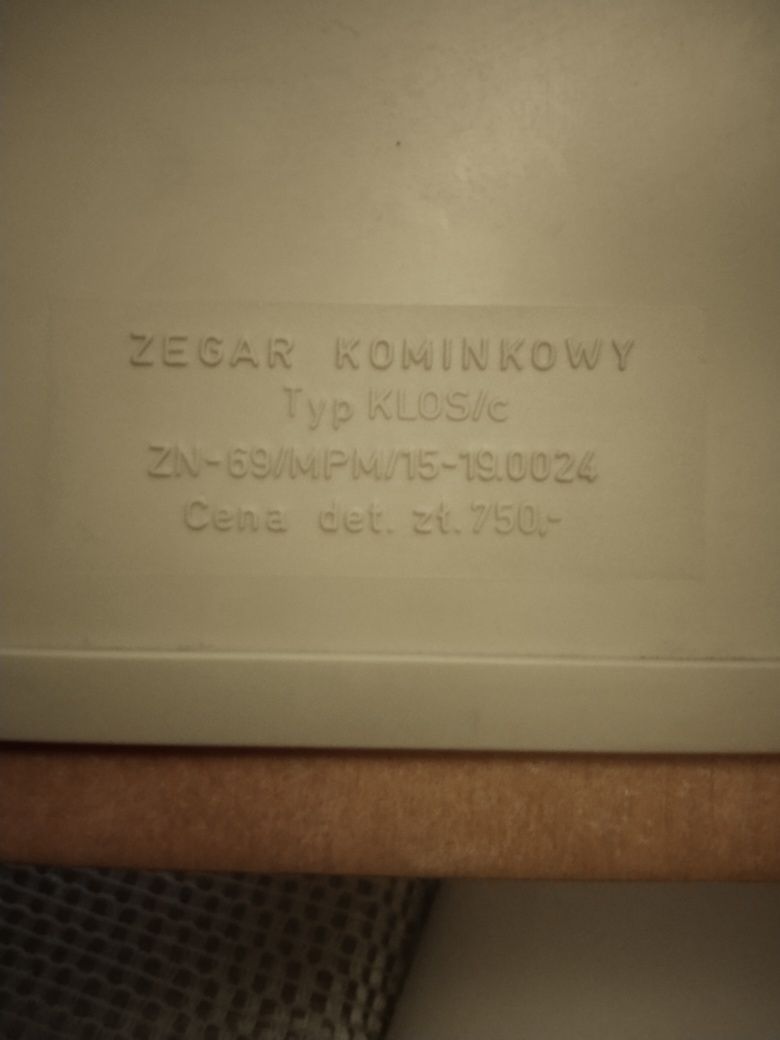 ZEGAR KOMINKOWY
Typ KLOS/c
ZN-69/MPM/15-19.0024
Cena det. zł. 750,-